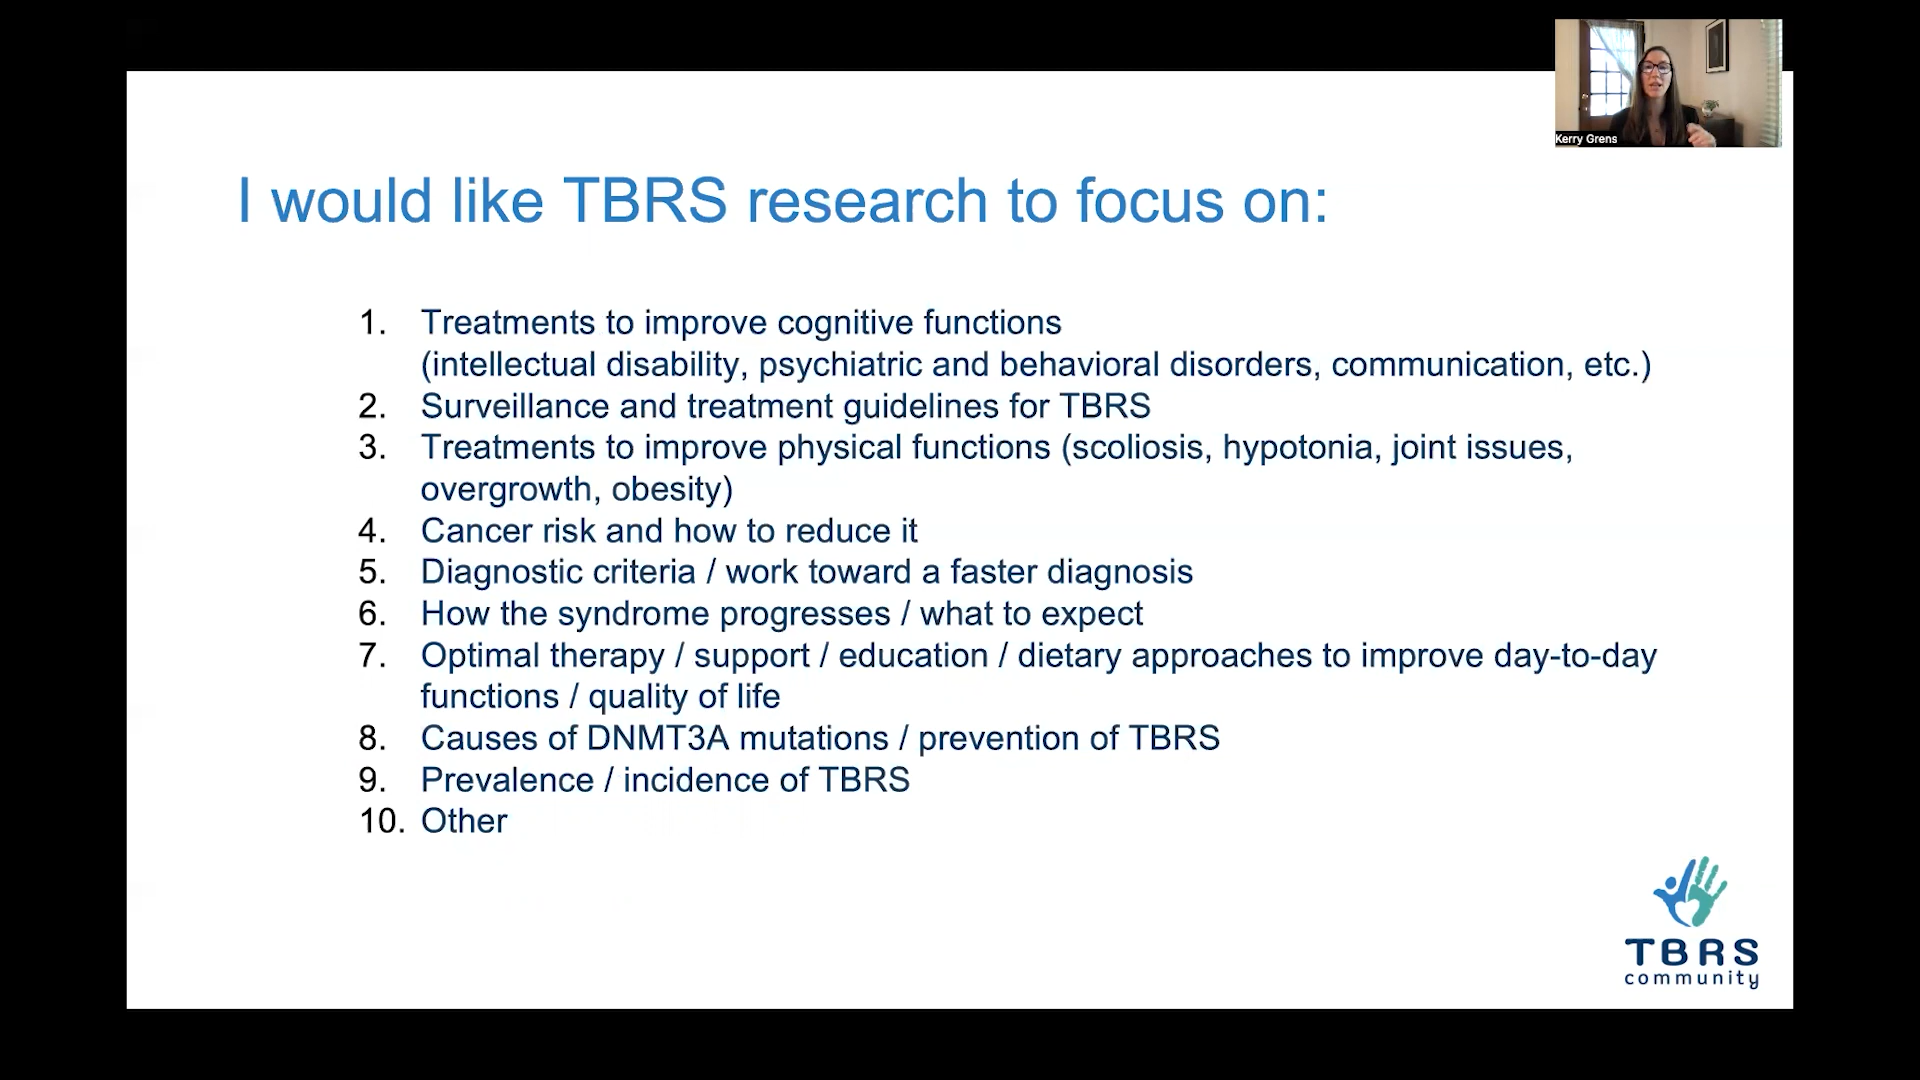 Kerry Grens
I would like TBRS research to focus on:
1. Treatments to improve cognitive functions
(intellectual disability, psychiatric and behavioral disorders, communication, etc.)
2. Surveillance and treatment guidelines for TBRS
3. Treatments to improve physical functions (scoliosis, hypotonia, joint issues,
overgrowth, obesity)
4. Cancer risk and how to reduce it
5. Diagnostic criteria / work toward a faster diagnosis
6. How the syndrome progresses / what to expect
7. Optimal therapy / support / education / dietary approaches to improve day-to-day
functions / quality of life
8. Causes of DNMT3A mutations / prevention of TBRS
9. Prevalence / incidence of TBRS
10. Other
TBRS
community